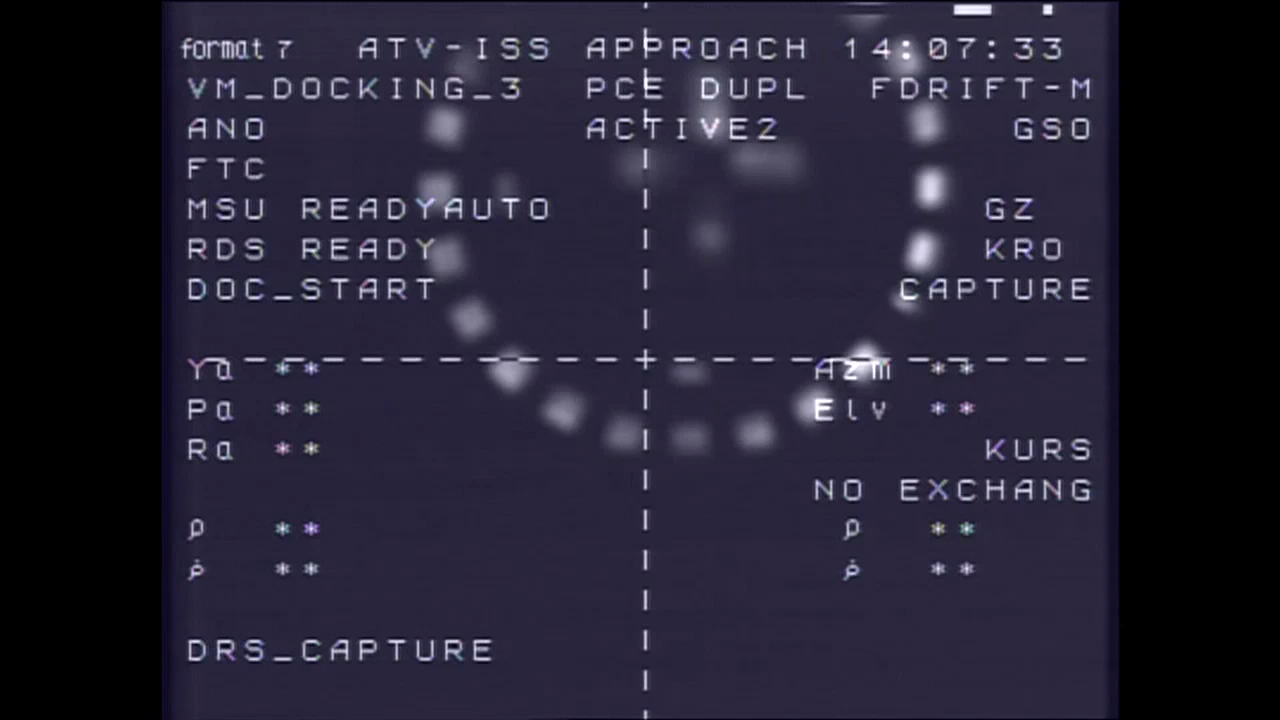 format 7 ATV-ISS APPROACH 14:07:33
VM_DOCKING_3 PCE DUPL FDRIFT-M
ANO ACTIVE2 GSO
FTC
MSU READYAUTO GZ
RDS READY KRO
DOC_START CAPTURE
Ya ** Azm **
Pa ** Elv **
Ra ** KURS
NO EXCHANG
ρ ** ρ **
ρ̇ ** ρ̇ **
DRS_CAPTURE